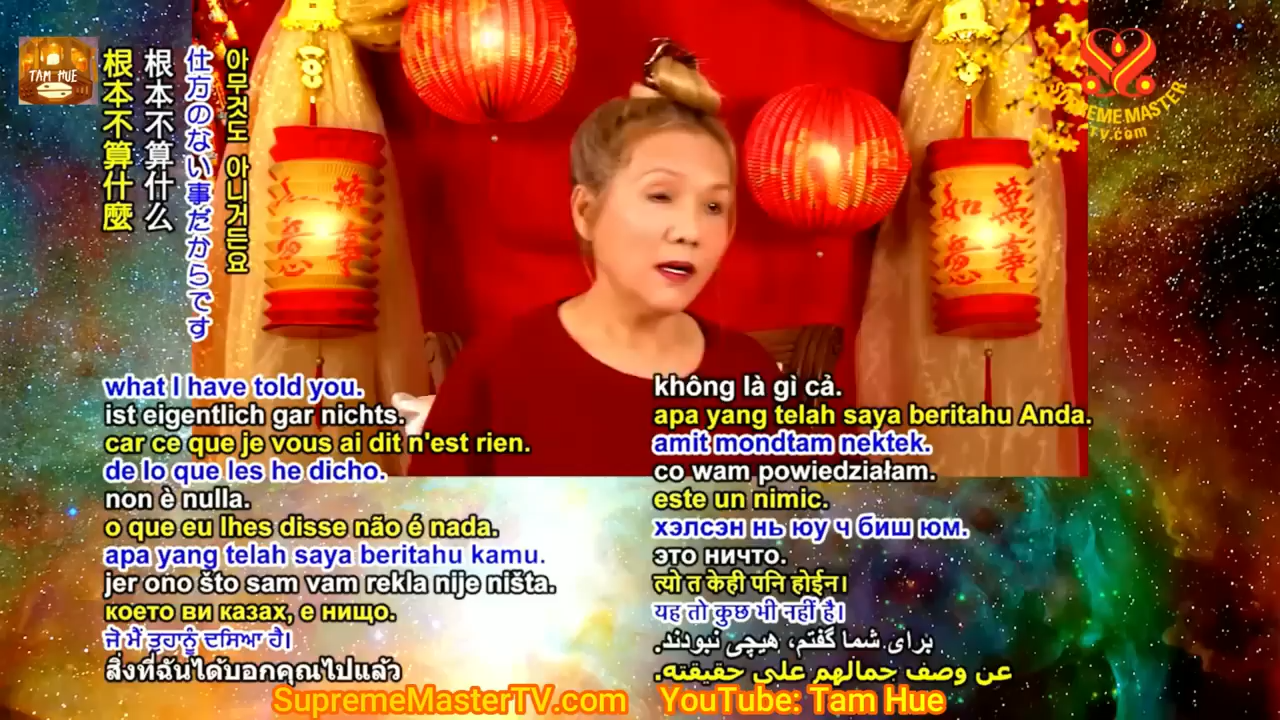 TAM HUE
根本不算什麼
根本不算什么
仕方のない事だからです
아무것도 아니거든요
SUPREME MASTER
TV.com
萬事
如意
what I have told you.
ist eigentlich gar nichts.
car ce que je vous ai dit n'est rien.
de lo que les he dicho.
non è nulla.
o que eu lhes disse não é nada.
apa yang telah saya beritahu kamu.
jer ono što sam vam rekla nije ništa.
което ви казах, е нищо.
ਜੋ ਮੈਂ ਤੁਹਾਨੂੰ ਦਸਿਆ ਹੈ।
สิ่งที่ฉันได้บอกคุณไปแล้ว
không là gì cả.
apa yang telah saya beritahu Anda.
amit mondtam nektek.
co wam powiedziałam.
este un nimic.
хэлсэн нь юу ч биш юм.
это ничто.
त्यो त केही पनि होईन।
यह तो कुछ भी नहीं है।
برای شما گفتم، هیچی نبودند.
عن وصف جمالهم على حقيقته.
SupremeMasterTV.com YouTube: Tam Hue